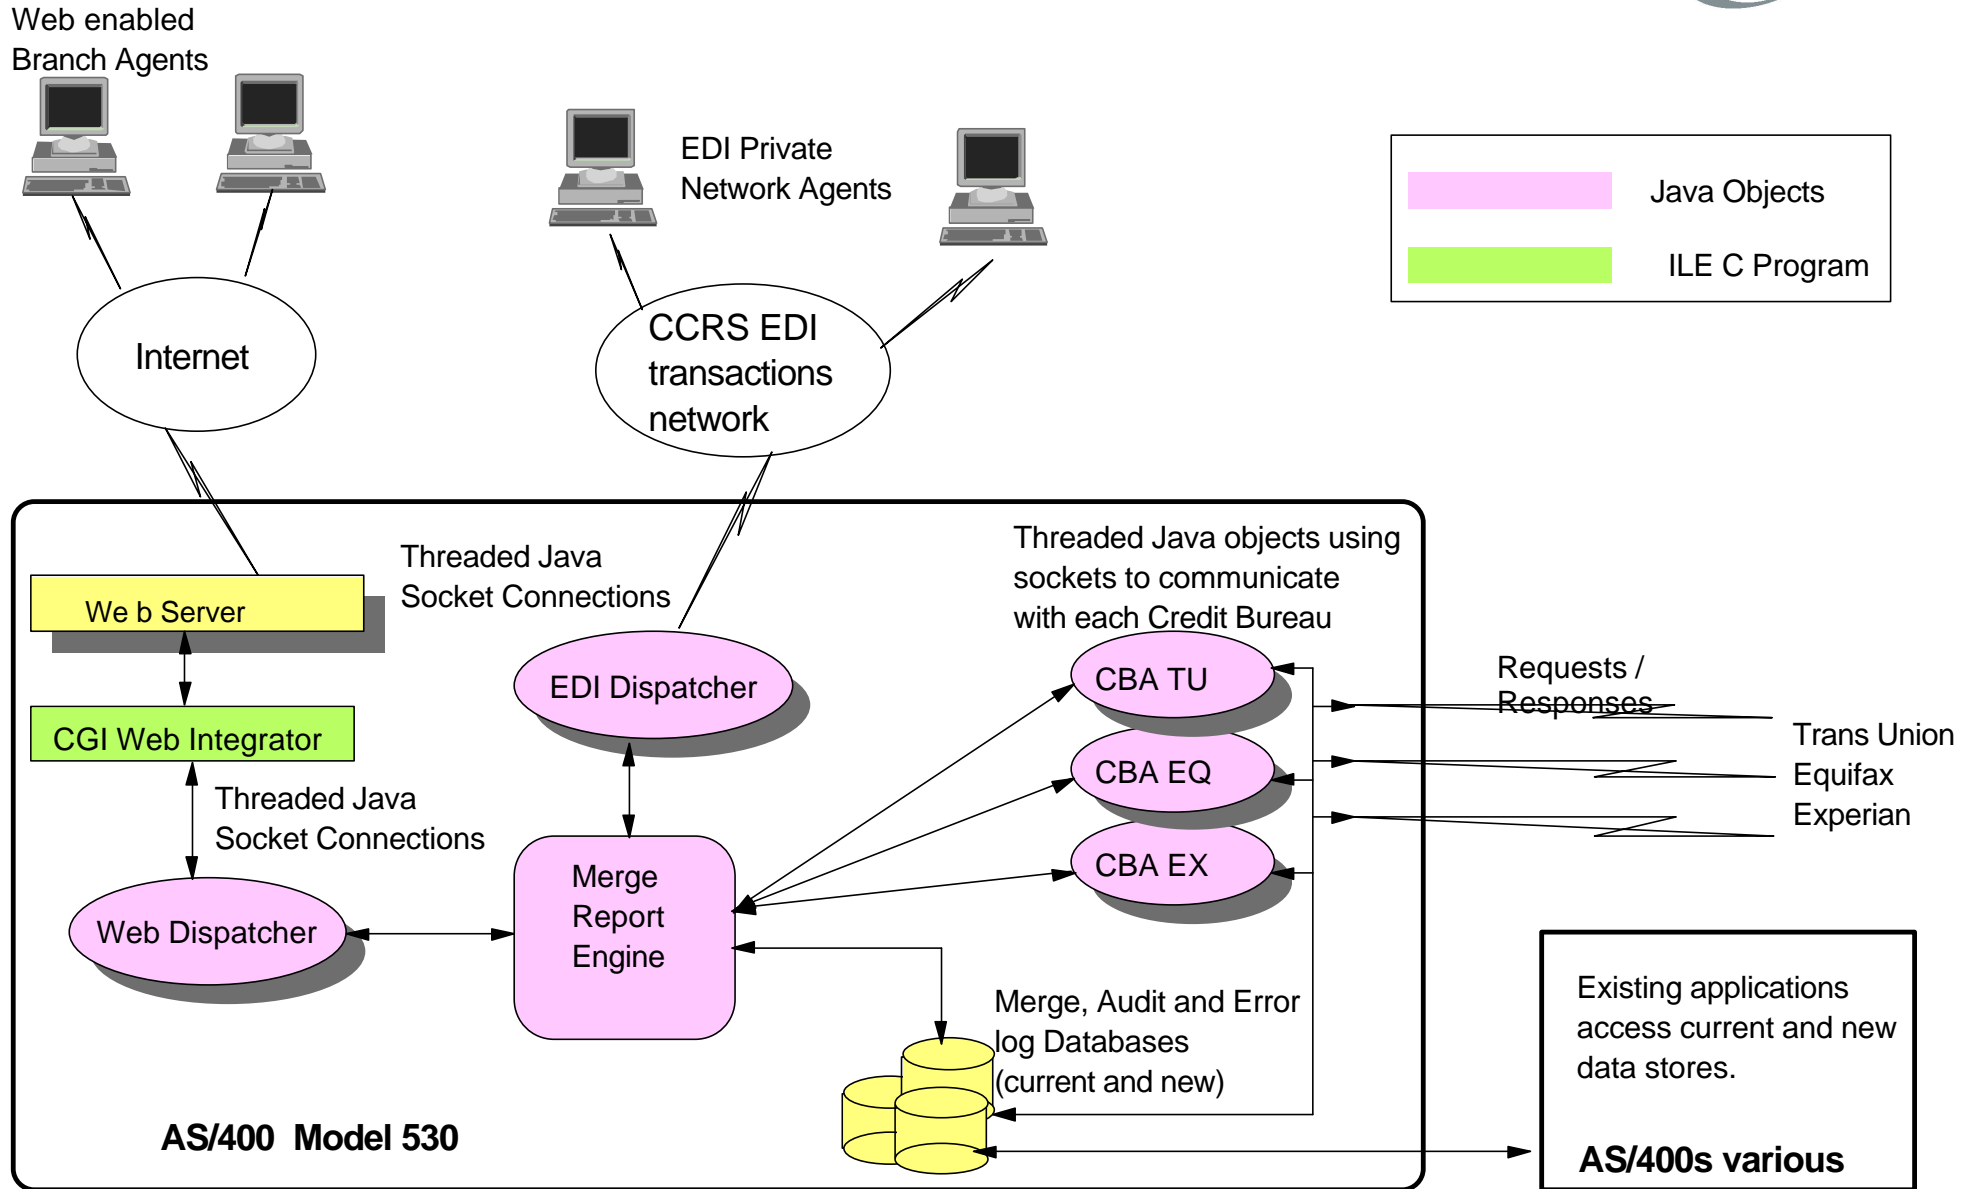 Web enabled
Branch Agents
EDI Private
Network Agents
Java Objects
ILE C Program
Internet
CCRS EDI
transactions
network
Threaded Java
Socket Connections
Threaded Java objects using
sockets to communicate
with each Credit Bureau
We b Server
EDI Dispatcher
CBA TU
Requests /
Responses
CGI Web Integrator
CBA EQ
Trans Union
Equifax
Experian
Threaded Java
Socket Connections
CBA EX
Merge
Report
Engine
Web Dispatcher
Merge, Audit and Error
log Databases
(current and new)
Existing applications
access current and new
data stores.
AS/400 Model 530
AS/400s various